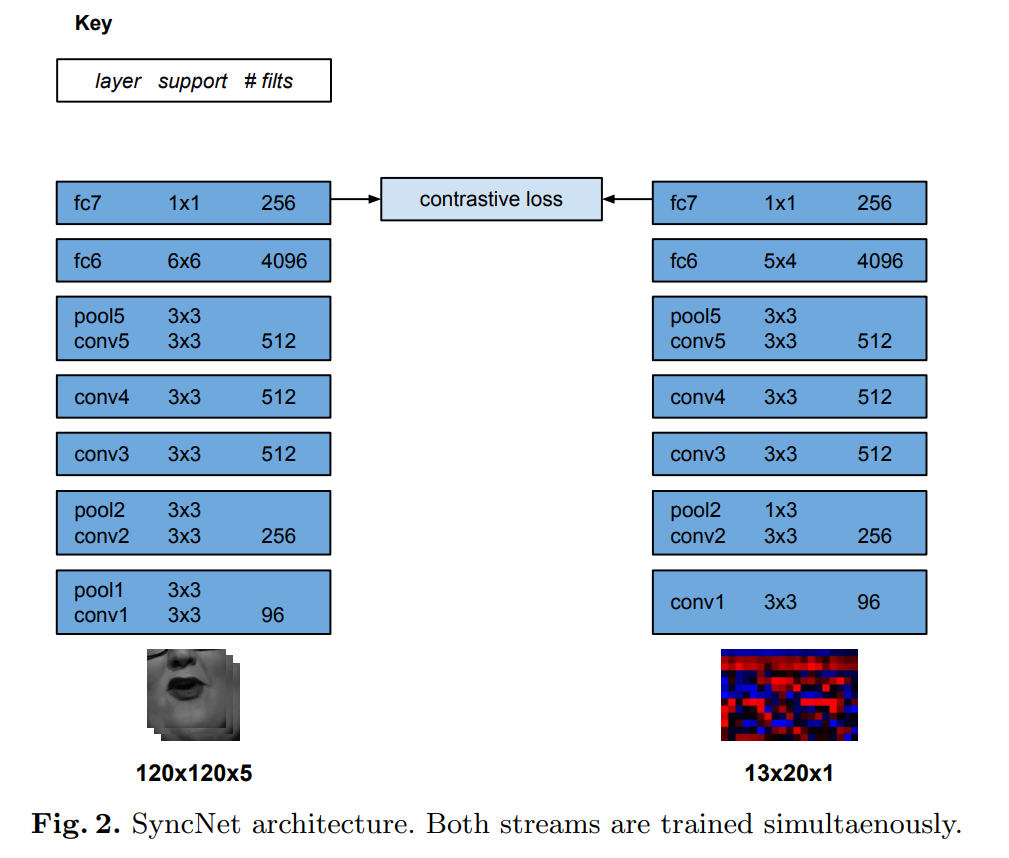 Key
layer support # filts
fc7 1x1 256
contrastive loss
fc7 1x1 256
fc6 6x6 4096
fc6 5x4 4096
pool5 3x3
conv5 3x3 512
pool5 3x3
conv5 3x3 512
conv4 3x3 512
conv4 3x3 512
conv3 3x3 512
conv3 3x3 512
pool2 3x3
conv2 3x3 256
pool2 1x3
conv2 3x3 256
pool1 3x3
conv1 3x3 96
conv1 3x3 96
120x120x5
13x20x1
Fig. 2. SyncNet architecture. Both streams are trained simultaenously.